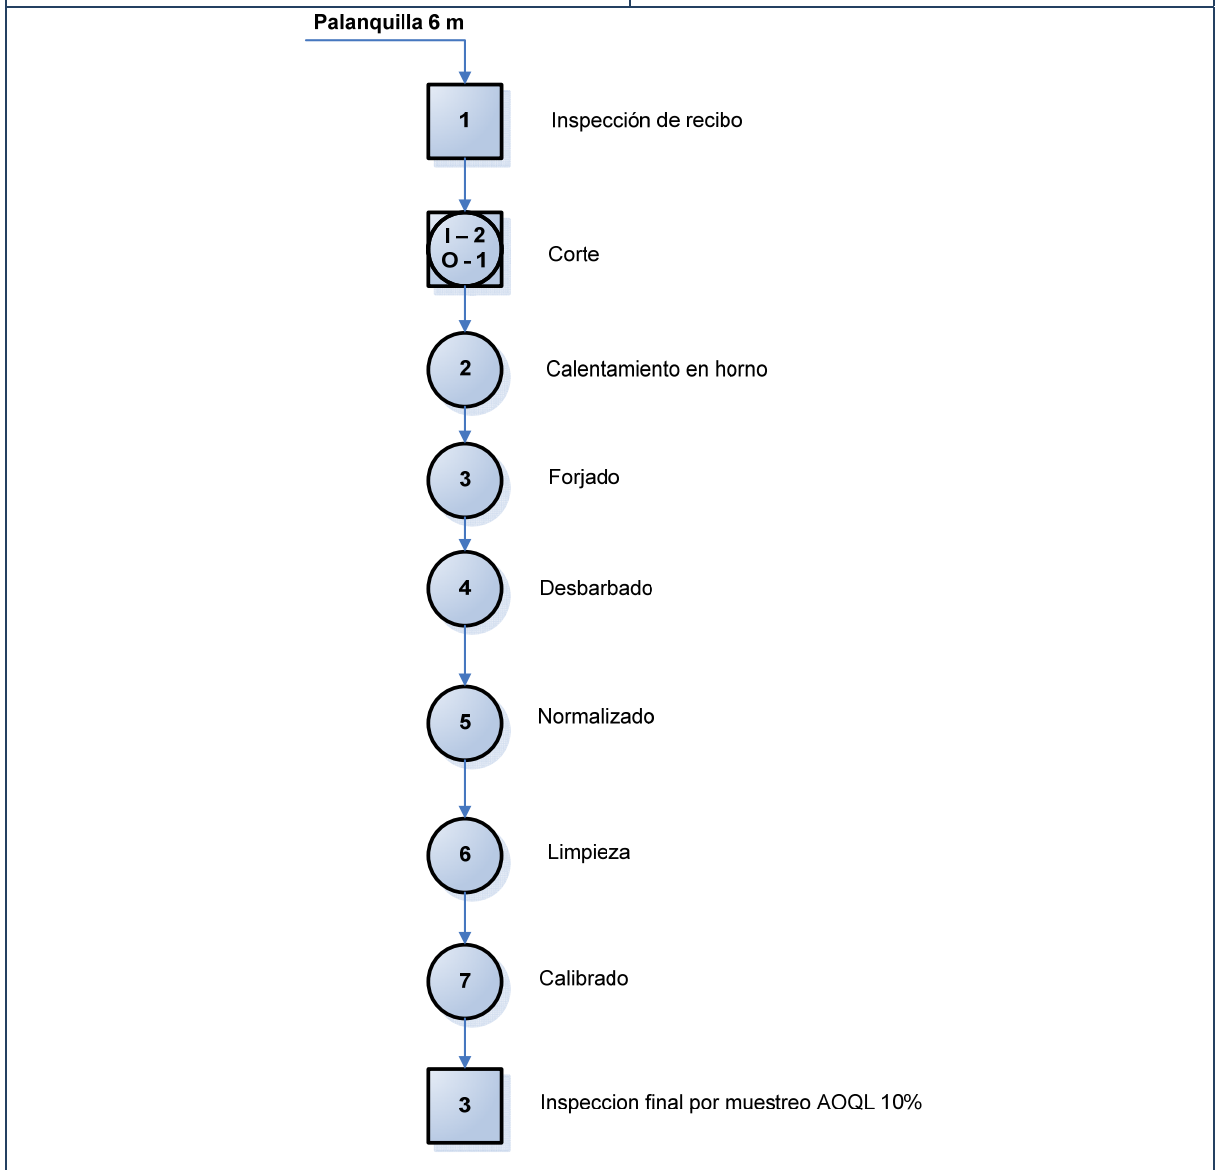 Palanquilla 6 m
1
Inspección de recibo
I – 2
O - 1
Corte
2
Calentamiento en horno
3
Forjado
4
Desbarbado
5
Normalizado
6
Limpieza
7
Calibrado
3
Inspeccion final por muestreo AOQL 10%